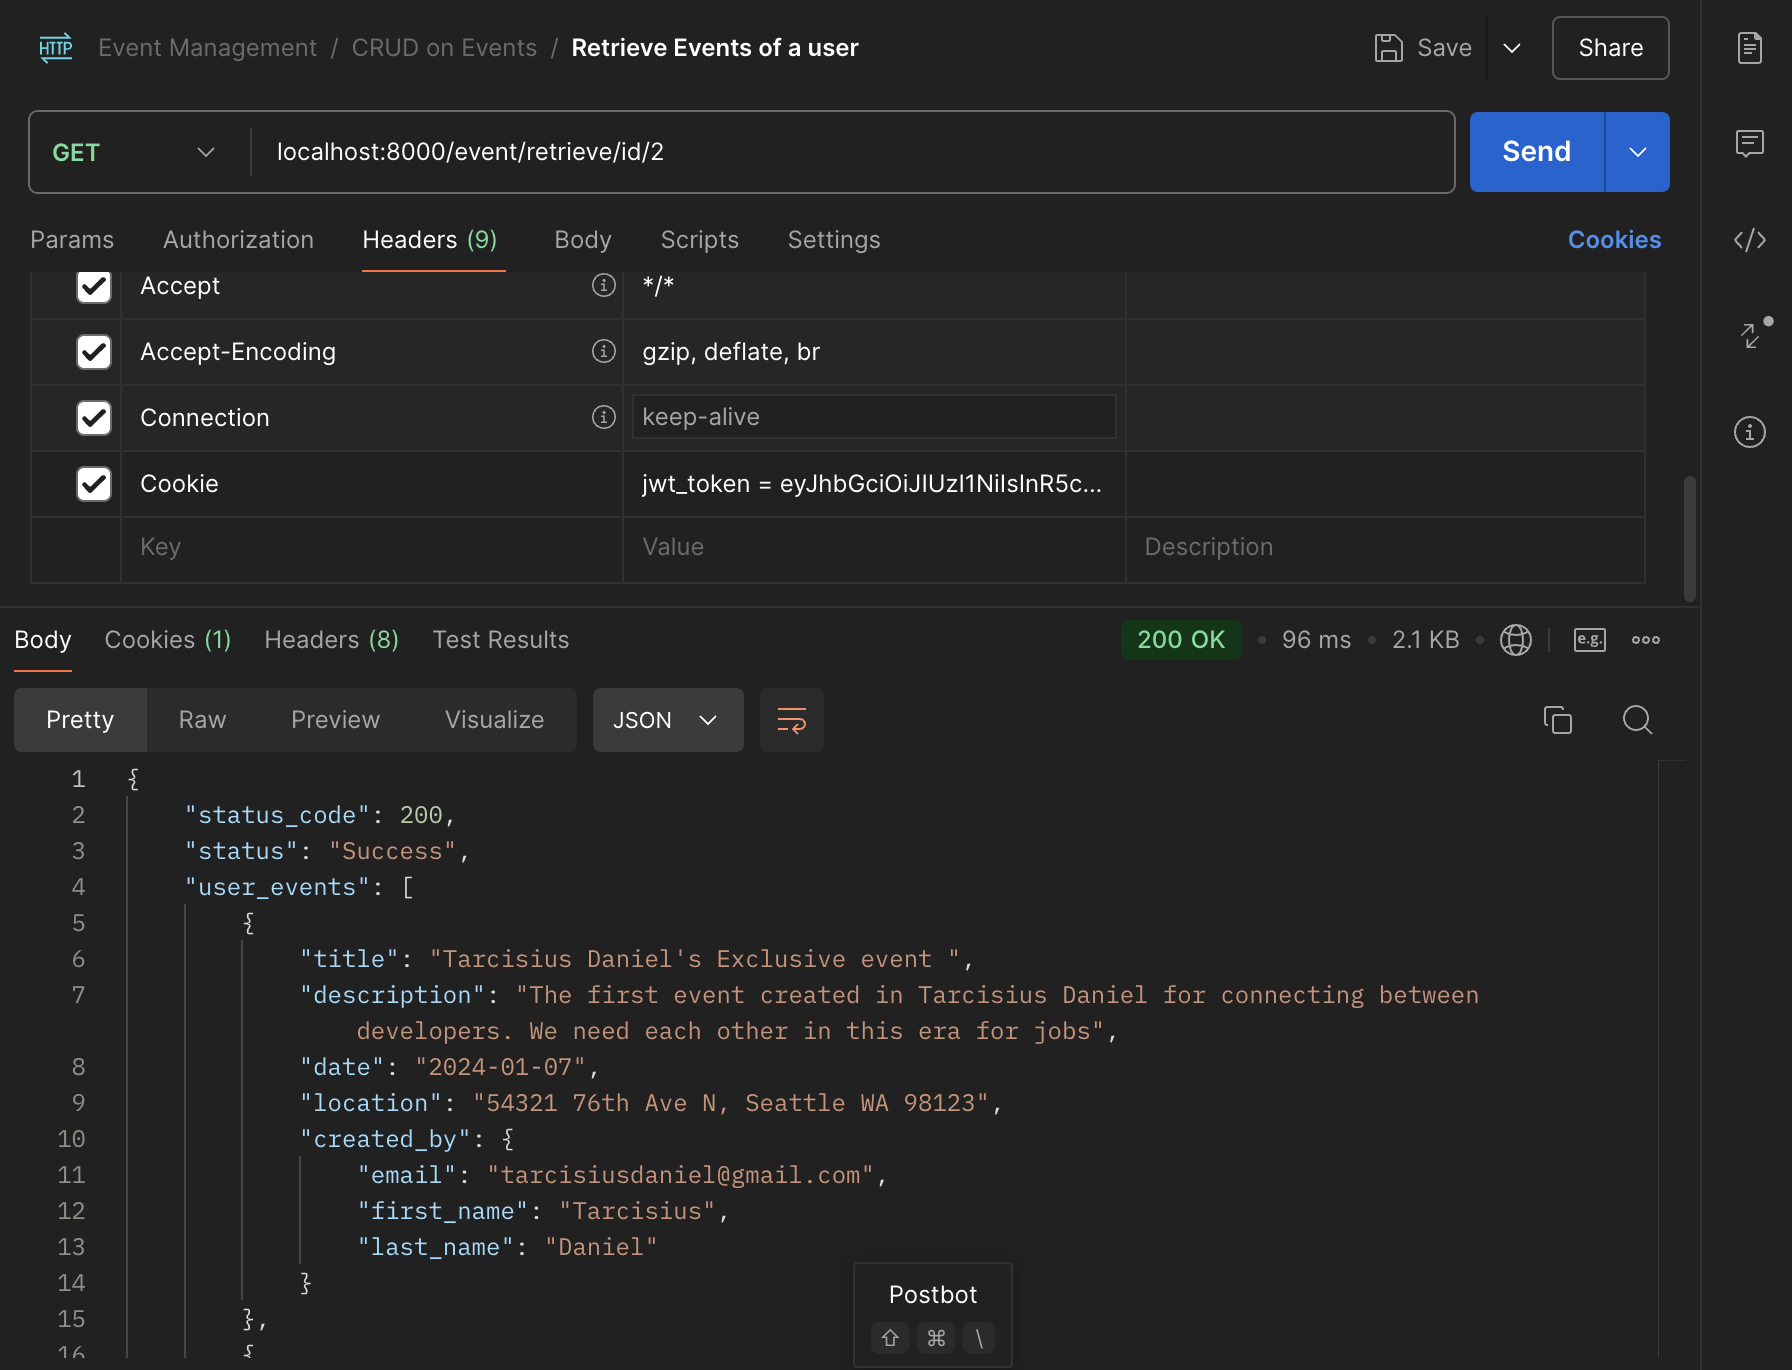 HTTP Event Management / CRUD on Events / Retrieve Events of a user Save Share
GET localhost:8000/event/retrieve/id/2 Send
Params Authorization Headers (9) Body Scripts Settings Cookies
Accept */*
Accept-Encoding gzip, deflate, br
Connection keep-alive
Cookie jwt_token = eyJhbGciOiJIUzI1NiIsInR5c...
Key Value Description
Body Cookies (1) Headers (8) Test Results 200 OK • 96 ms • 2.1 KB • e.g.
Pretty Raw Preview Visualize JSON
1 {
2 "status_code": 200,
3 "status": "Success",
4 "user_events": [
5 {
6 "title": "Tarcisius Daniel's Exclusive event ",
7 "description": "The first event created in Tarcisius Daniel for connecting between
developers. We need each other in this era for jobs",
8 "date": "2024-01-07",
9 "location": "54321 76th Ave N, Seattle WA 98123",
10 "created_by": {
11 "email": "tarcisiusdaniel@gmail.com",
12 "first_name": "Tarcisius",
13 "last_name": "Daniel"
14 }
15 },
16 {
Postbot
⇧ ⌘ \